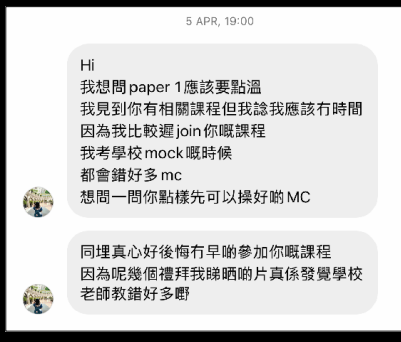 5 APR, 19:00
Hi
我想問paper 1應該要點溫
我見到你有相關課程但我諗我應該冇時間
因為我比較遲join你嘅課程
我考學校mock嘅時候
都會錯好多mc
想問一問你點樣先可以操好啲MC
同埋真心好後悔冇早啲參加你嘅課程
因為呢幾個禮拜我睇晒啲片真係發覺學校
老師教錯好多嘢